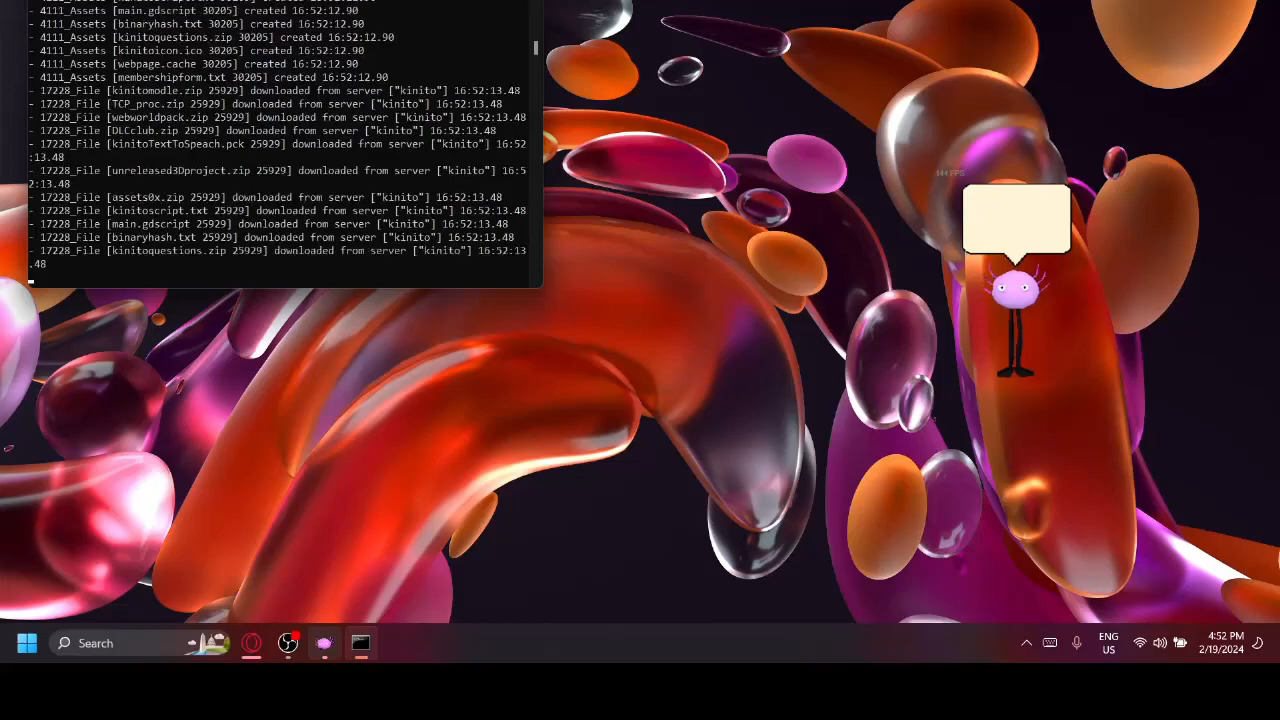 - 4111_Assets [main.gdscript 30205] created 16:52:12.90
- 4111_Assets [binaryhash.txt 30205] created 16:52:12.90
- 4111_Assets [kinitoquestions.zip 30205] created 16:52:12.90
- 4111_Assets [kinitoicon.ico 30205] created 16:52:12.90
- 4111_Assets [webpage.cache 30205] created 16:52:12.90
- 4111_Assets [membershipform.txt 30205] created 16:52:12.90
- 17228_File [kinitomodle.zip 25929] downloaded from server ["kinito"] 16:52:13.48
- 17228_File [TCP_proc.zip 25929] downloaded from server ["kinito"] 16:52:13.48
- 17228_File [webworldpack.zip 25929] downloaded from server ["kinito"] 16:52:13.48
- 17228_File [DLCclub.zip 25929] downloaded from server ["kinito"] 16:52:13.48
- 17228_File [kinitoTextToSpeach.pck 25929] downloaded from server ["kinito"] 16:52
:13.48
- 17228_File [unreleased3Dproject.zip 25929] downloaded from server ["kinito"] 16:5
2:13.48
- 17228_File [assets0x.zip 25929] downloaded from server ["kinito"] 16:52:13.48
- 17228_File [kinitoscript.txt 25929] downloaded from server ["kinito"] 16:52:13.48
- 17228_File [main.gdscript 25929] downloaded from server ["kinito"] 16:52:13.48
- 17228_File [binaryhash.txt 25929] downloaded from server ["kinito"] 16:52:13.48
- 17228_File [kinitoquestions.zip 25929] downloaded from server ["kinito"] 16:52:13
.48
144 FPS
Search
ENG
US
4:52 PM
2/19/2024